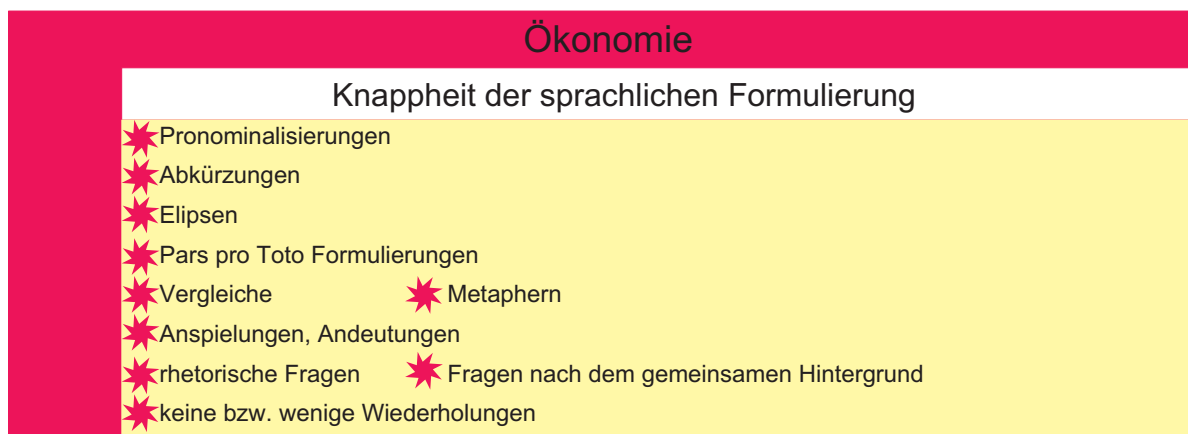 Ökonomie
Knappheit der sprachlichen Formulierung
Pronominalisierungen
Abkürzungen
Elipsen
Pars pro Toto Formulierungen
Vergleiche Metaphern
Anspielungen, Andeutungen
rhetorische Fragen Fragen nach dem gemeinsamen Hintergrund
keine bzw. wenige Wiederholungen